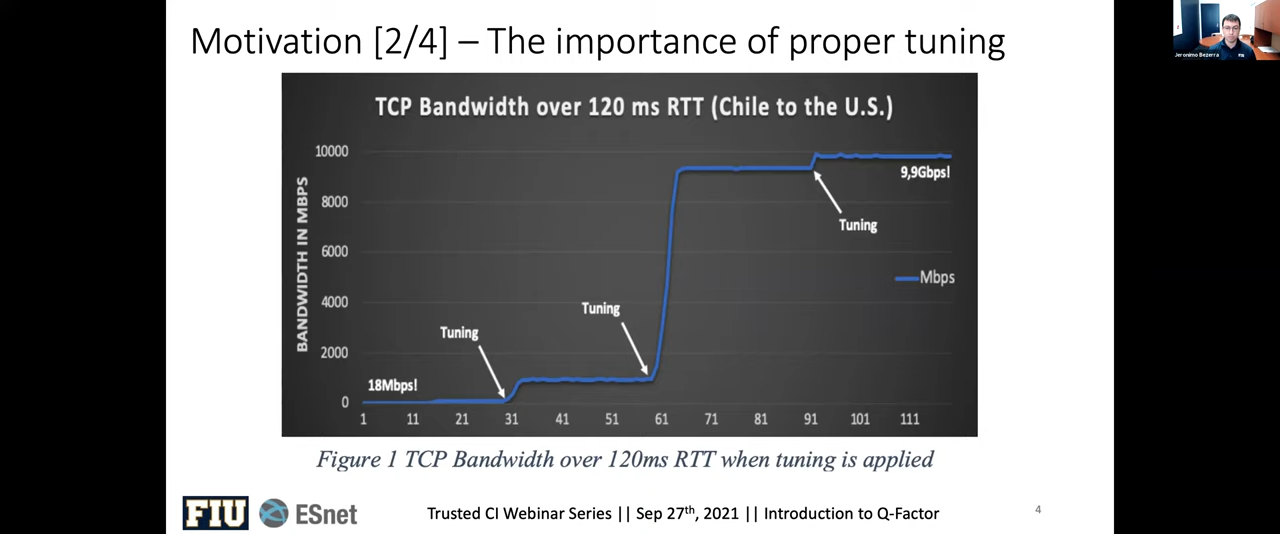 Motivation [2/4] – The importance of proper tuning
Jeronimo Bezerra
TCP Bandwidth over 120 ms RTT (Chile to the U.S.)
BANDWIDTH IN MBPS
10000
8000
6000
4000
2000
0
9,9Gbps!
Tuning
Mbps
Tuning
Tuning
18Mbps!
1 11 21 31 41 51 61 71 81 91 101 111
Figure 1 TCP Bandwidth over 120ms RTT when tuning is applied
FIU ESnet
Trusted CI Webinar Series || Sep 27th, 2021 || Introduction to Q-Factor
4